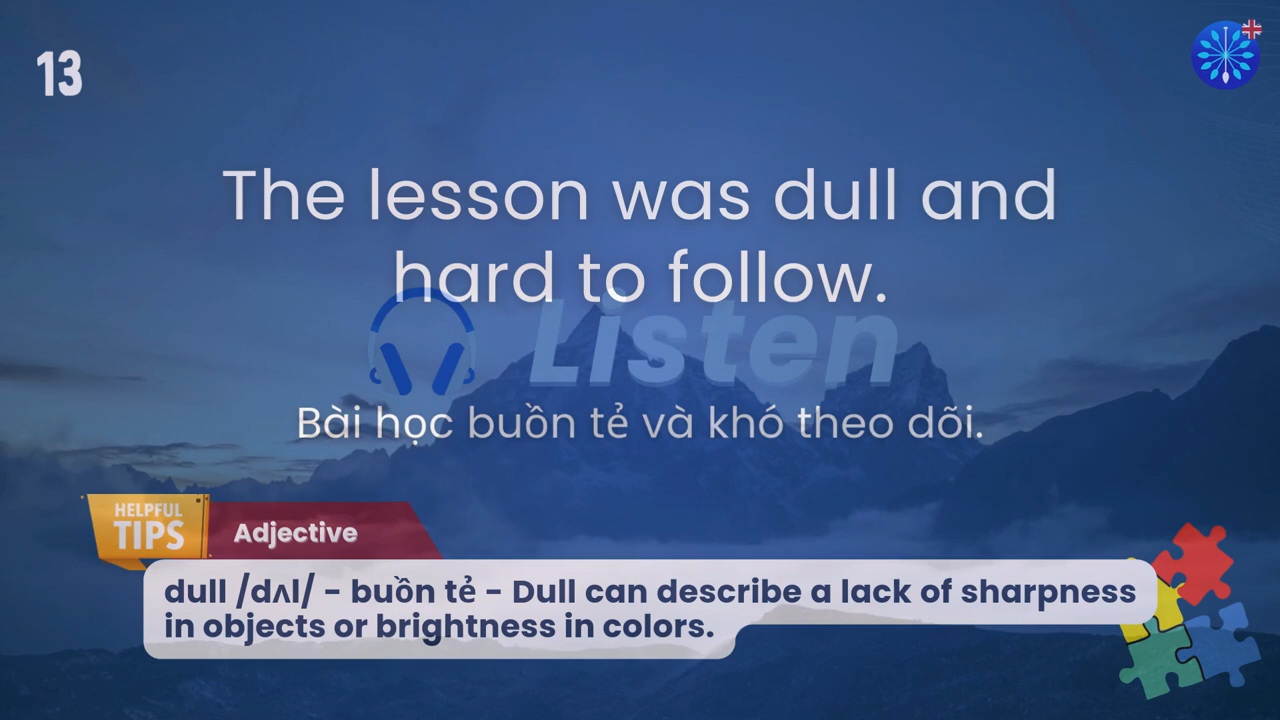 13
The lesson was dull and
hard to follow.
Listen
Bài học buồn tẻ và khó theo dõi.
HELPFUL
TIPS
Adjective
dull /dʌl/ - buồn tẻ - Dull can describe a lack of sharpness
in objects or brightness in colors.